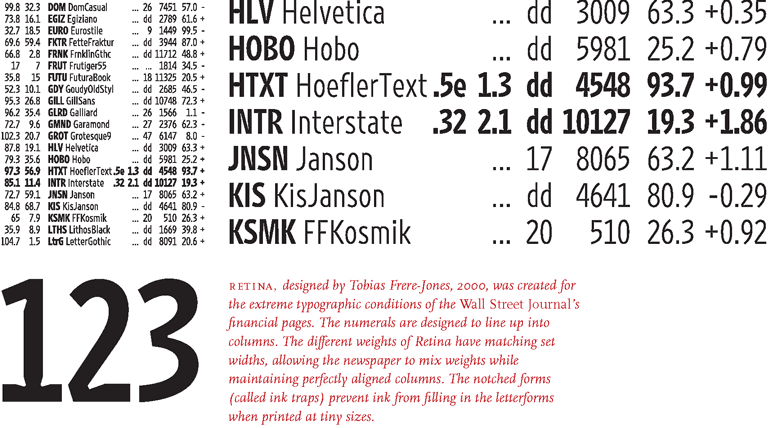 99.8 32.3 DOM DomCasual ... 26 7451 57.0 -
73.8 16.1 EGIZ Egiziano ... dd 2789 61.6 +
32.7 18.5 EURO Eurostile ... 9 1449 99.5 -
69.6 59.4 FKTR FetteFraktur ... dd 3944 87.0 +
66.8 2.8 FRNK FrnklinGthc ... dd 11712 48.8 +
17 7 FRUT Frutiger55 ... ... 1814 34.5 -
35.8 15 FUTU FuturaBook ... 18 11325 20.5 +
52.3 10.1 GDY GoudyOldStyl ... dd 2685 46.5 -
95.3 26.8 GILL GillSans ... dd 10748 72.3 +
96.2 35.4 GLRD Galliard ... 26 1566 1.1 -
72.7 9.6 GMND Garamond ... 27 2376 62.3 -
102.3 20.7 GROT Grotesque9 ... 47 6147 8.0 -
87.8 19.1 HLV Helvetica ... dd 3009 63.3 +
79.3 35.6 HOBO Hobo ... dd 5981 25.2 +
97.3 56.9 HTXT HoeflerText .5e 1.3 dd 4548 93.7 +
85.1 11.4 INTR Interstate .32 2.1 dd 10127 19.3 +
72.7 59.1 JNSN Janson ... 17 8065 63.2 +
84.8 68.7 KIS KisJanson ... dd 4641 80.9 -
65 7.9 KSMK FFKosmik ... 20 510 26.3 +
35.9 8.9 LTHS LithosBlack ... dd 1669 39.8 +
104.7 1.5 LtrG LetterGothic ... dd 8091 20.6 +
HLV Helvetica ... dd 3009 63.3 +0.35
HOBO Hobo ... dd 5981 25.2 +0.79
HTXT HoeflerText .5e 1.3 dd 4548 93.7 +0.99
INTR Interstate .32 2.1 dd 10127 19.3 +1.86
JNSN Janson ... 17 8065 63.2 +1.11
KIS KisJanson ... dd 4641 80.9 -0.29
KSMK FFKosmik ... 20 510 26.3 +0.92
123
RETINA, designed by Tobias Frere-Jones, 2000, was created for
the extreme typographic conditions of the Wall Street Journal's
financial pages. The numerals are designed to line up into
columns. The different weights of Retina have matching set
widths, allowing the newspaper to mix weights while
maintaining perfectly aligned columns. The notched forms
(called ink traps) prevent ink from filling in the letterforms
when printed at tiny sizes.